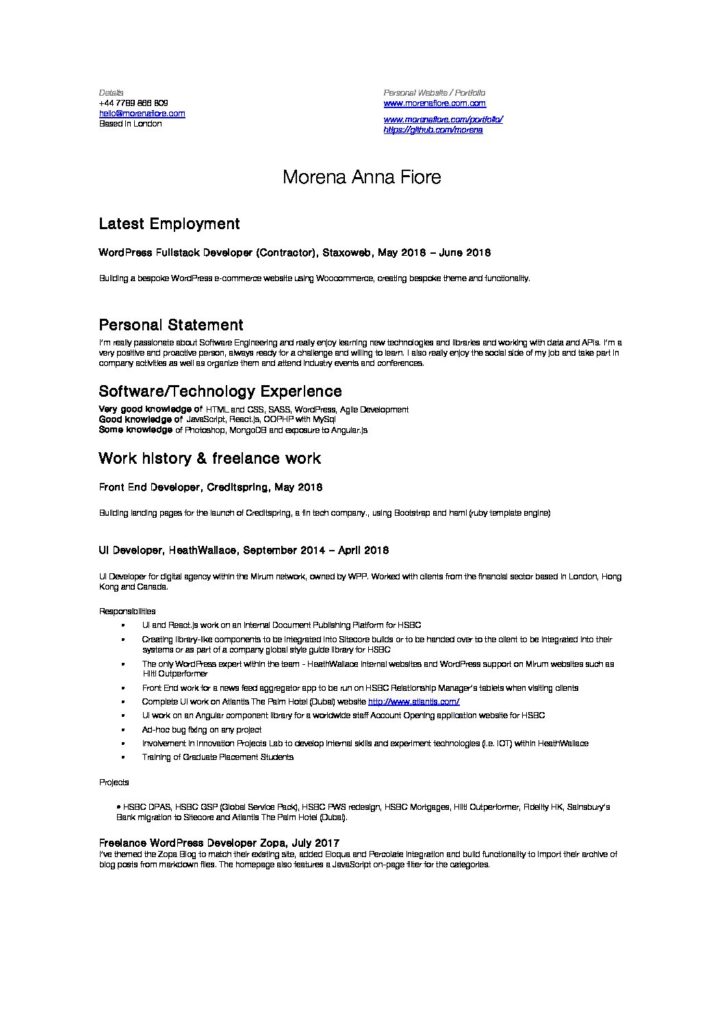 Details
+44 7789 866 809
hello@morenafiore.com
Based in London
Personal Website / Portfolio
www.morenafiore.com.com
www.morenafiore.com/portfolio/
https://github.com/morena
Morena Anna Fiore
Latest Employment
WordPress Fullstack Developer (Contractor), Staxoweb, May 2018 – June 2018
Building a bespoke WordPress e-commerce website using Woocommerce, creating bespoke theme and functionality.
Personal Statement
I'm really passionate about Software Engineering and really enjoy learning new technologies and libraries and working with data and APIs. I'm a
very positive and proactive person, always ready for a challenge and willing to learn. I also really enjoy the social side of my job and take part in
company activities as well as organize them and attend industry events and conferences.
Software/Technology Experience
Very good knowledge of HTML and CSS, SASS, WordPress, Agile Development
Good knowledge of JavaScript, React.js, OOPHP with MySql
Some knowledge of Photoshop, MongoDB and exposure to Angular.js
Work history & freelance work
Front End Developer, Creditspring, May 2018
Building landing pages for the launch of Creditspring, a fin tech company., using Bootstrap and haml (ruby template engine)
UI Developer, HeathWallace, September 2014 – April 2018
UI Developer for digital agency within the Mirum network, owned by WPP. Worked with clients from the financial sector based in London, Hong
Kong and Canada.
Responsibilities
• UI and React.js work on an Internal Document Publishing Platform for HSBC
• Creating library-like components to be integrated into Sitecore builds or to be handed over to the client to be integrated into their
systems or as part of a company global style guide library for HSBC
• The only WordPress expert within the team - HeathWallace internal websites and WordPress support on Mirum websites such as
Hilti Outperformer
• Front End work for a news feed aggregator app to be run on HSBC Relationship Manager's tablets when visiting clients
• Complete UI work on Atlantis The Palm Hotel (Dubai) website http://www.atlantis.com/
• UI work on an Angular component library for a worldwide staff Account Opening application website for HSBC
• Ad-hoc bug fixing on any project
• Involvement in Innovation Projects Lab to develop internal skills and experiment technologies (i.e. IOT) within HeathWallace
• Training of Graduate Placement Students
Projects
• HSBC DPAS, HSBC GSP (Global Service Pack), HSBC PWS redesign, HSBC Mortgages, Hilti Outperformer, Fidelity HK, Sainsbury's
Bank migration to Sitecore and Atlantis The Palm Hotel (Dubai).
Freelance WordPress Developer Zopa, July 2017
I've themed the Zopa Blog to match their existing site, added Eloqua and Percolate integration and build functionality to import their archive of
blog posts from markdown files. The homepage also features a JavaScript on-page filter for the categories.